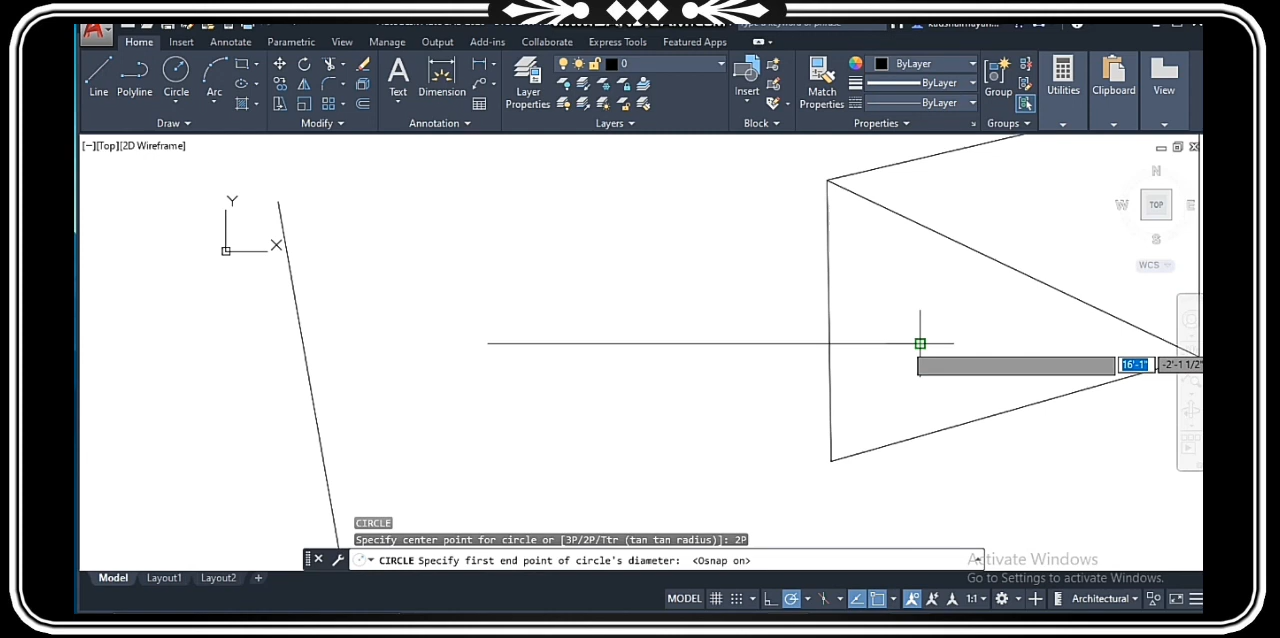 Home Insert Annotate Parametric View Manage Output Add-ins Collaborate Express Tools Featured Apps
0
ByLayer
ByLayer
ByLayer
Line Polyline Circle Arc
Text Dimension
Layer Properties
Insert
Match Properties
Group
Utilities Clipboard View
Draw Modify Annotation Layers Block Properties Groups
[−][Top][2D Wireframe]
N
W TOP E
S
WCS
Y
X
16'-1" -2'-1 1/2"
CIRCLE
Specify center point for circle or [3P/2P/Ttr (tan tan radius)]: 2P
CIRCLE Specify first end point of circle's diameter: <Osnap on>
Activate Windows
Go to Settings to activate Windows.
Model Layout1 Layout2 +
MODEL 1:1 Architectural